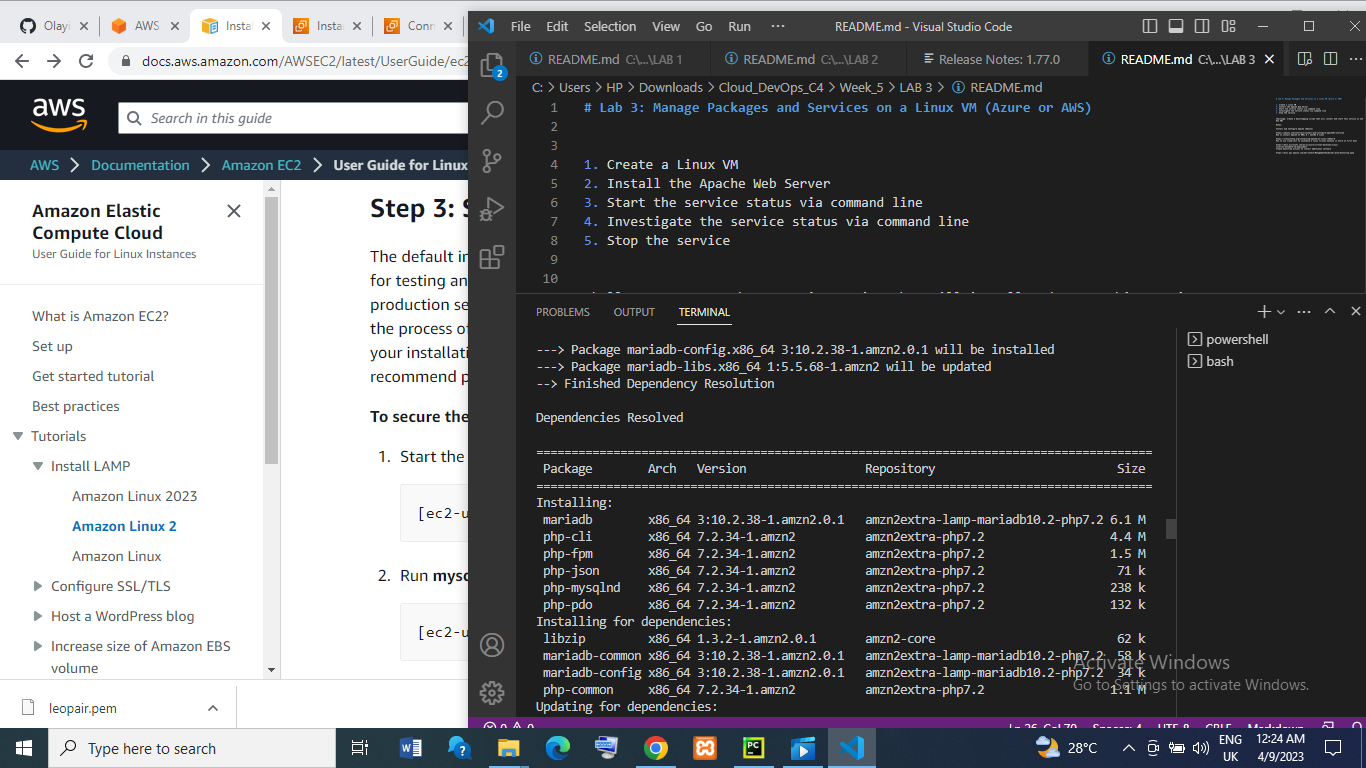 Olayi
AWS
Instal
Instan
Conn
docs.aws.amazon.com/AWSEC2/latest/UserGuide/ec2
aws
Search in this guide
AWS > Documentation > Amazon EC2 > User Guide for Linux
Amazon Elastic
Compute Cloud
User Guide for Linux Instances
What is Amazon EC2?
Set up
Get started tutorial
Best practices
Tutorials
Install LAMP
Amazon Linux 2023
Amazon Linux 2
Amazon Linux
Configure SSL/TLS
Host a WordPress blog
Increase size of Amazon EBS
volume
Step 3: S
The default in
for testing an
production se
the process of
your installati
recommend p
To secure the
1. Start the
[ec2-u
2. Run mysq
[ec2-u
leopair.pem
File Edit Selection View Go Run ···
README.md - Visual Studio Code
2
README.md C:\...\LAB 1
README.md C:\...\LAB 2
Release Notes: 1.77.0
README.md C:\...\LAB 3
C: > Users > HP > Downloads > Cloud_DevOps_C4 > Week_5 > LAB 3 > README.md
1 # Lab 3: Manage Packages and Services on a Linux VM (Azure or AWS)
2
3
4 1. Create a Linux VM
5 2. Install the Apache Web Server
6 3. Start the service status via command line
7 4. Investigate the service status via command line
8 5. Stop the service
9
10
PROBLEMS OUTPUT TERMINAL
powershell
bash
---> Package mariadb-config.x86_64 3:10.2.38-1.amzn2.0.1 will be installed
---> Package mariadb-libs.x86_64 1:5.5.68-1.amzn2 will be updated
--> Finished Dependency Resolution
Dependencies Resolved
Package Arch Version Repository Size
Installing:
mariadb x86_64 3:10.2.38-1.amzn2.0.1 amzn2extra-lamp-mariadb10.2-php7.2 6.1 M
php-cli x86_64 7.2.34-1.amzn2 amzn2extra-php7.2 4.4 M
php-fpm x86_64 7.2.34-1.amzn2 amzn2extra-php7.2 1.5 M
php-json x86_64 7.2.34-1.amzn2 amzn2extra-php7.2 71 k
php-mysqlnd x86_64 7.2.34-1.amzn2 amzn2extra-php7.2 238 k
php-pdo x86_64 7.2.34-1.amzn2 amzn2extra-php7.2 132 k
Installing for dependencies:
libzip x86_64 1.3.2-1.amzn2.0.1 amzn2-core 62 k
mariadb-common x86_64 3:10.2.38-1.amzn2.0.1 amzn2extra-lamp-mariadb10.2-php7.2 58 k
mariadb-config x86_64 3:10.2.38-1.amzn2.0.1 amzn2extra-lamp-mariadb10.2-php7.2 34 k
php-common x86_64 7.2.34-1.amzn2 amzn2extra-php7.2 1.1 M
Updating for dependencies:
Activate Windows
Go to Settings to activate Windows.
Type here to search
28°C
ENG
UK
12:24 AM
4/9/2023